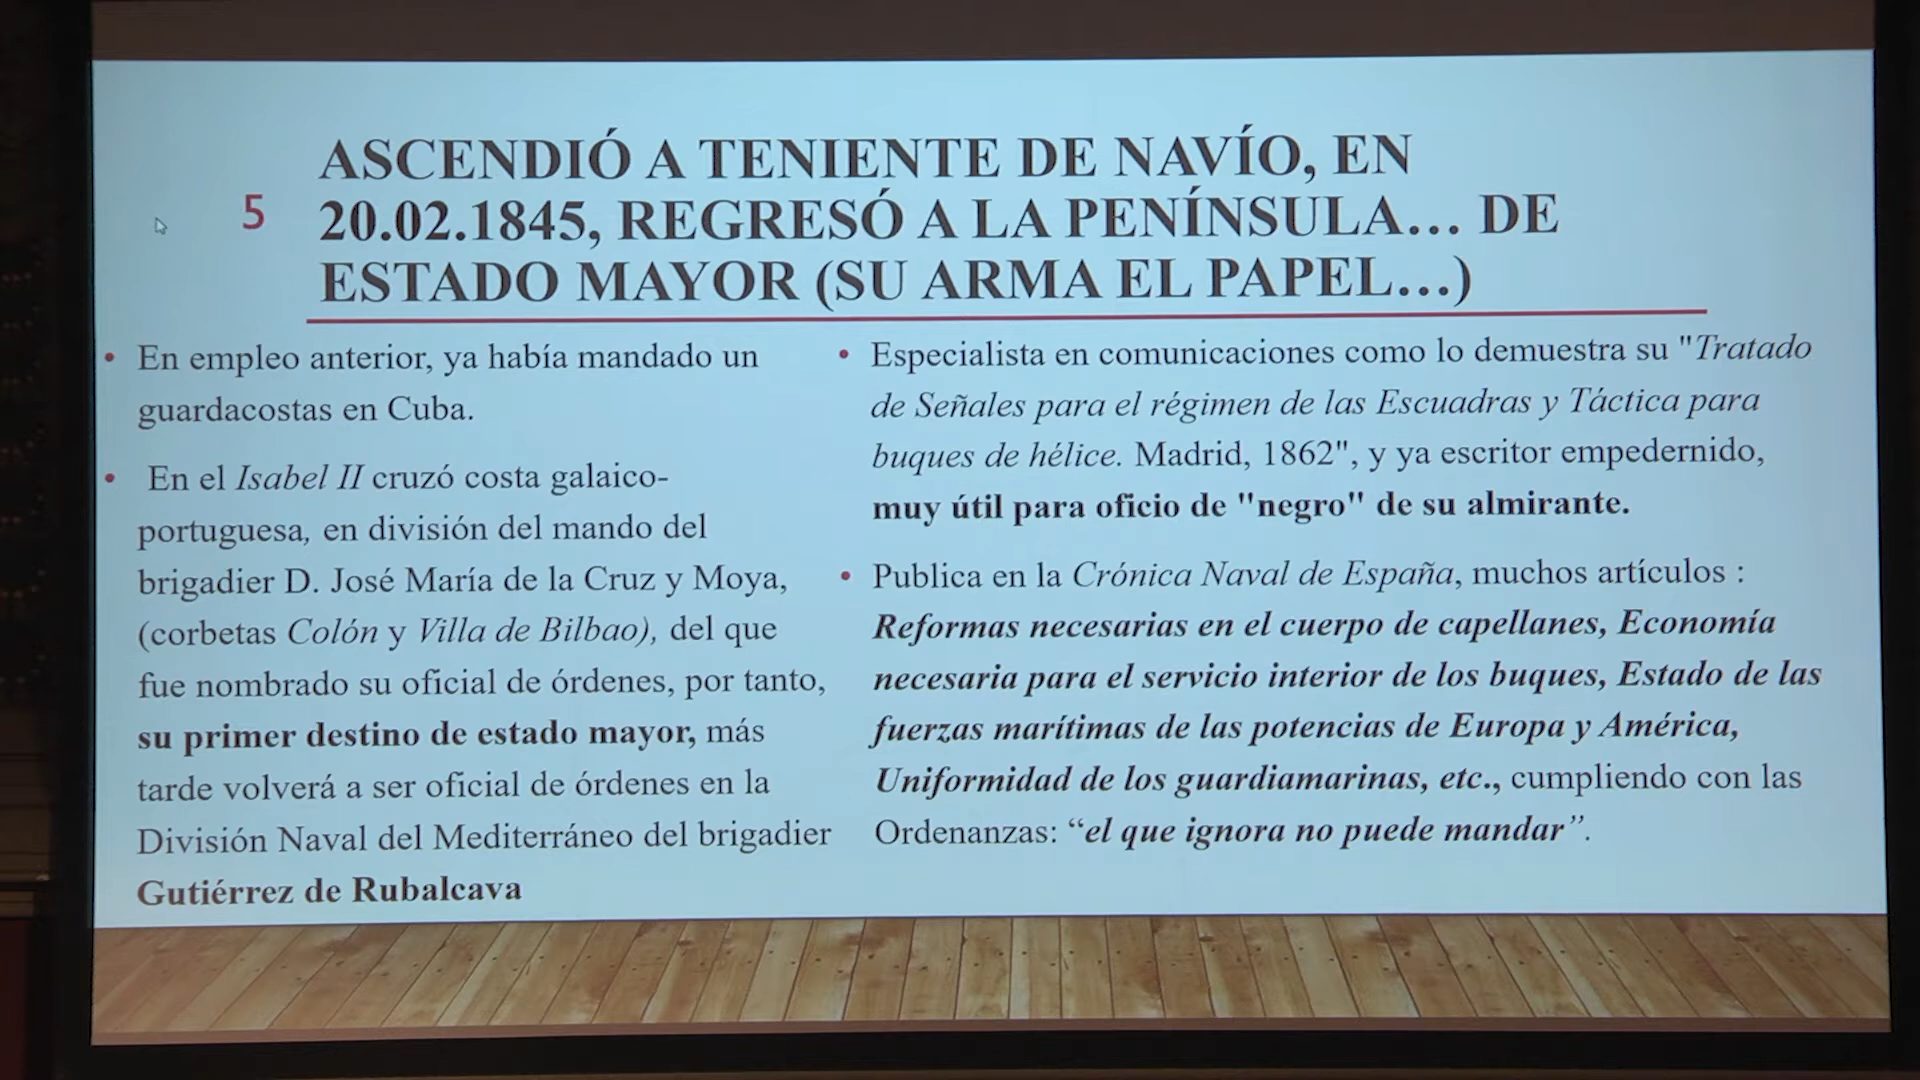 5
ASCENDIÓ A TENIENTE DE NAVÍO, EN
20.02.1845, REGRESÓ A LA PENÍNSULA... DE
ESTADO MAYOR (SU ARMA EL PAPEL...)
• En empleo anterior, ya había mandado un
guardacostas en Cuba.
• En el Isabel II cruzó costa galaico-
portuguesa, en división del mando del
brigadier D. José María de la Cruz y Moya,
(corbetas Colón y Villa de Bilbao), del que
fue nombrado su oficial de órdenes, por tanto,
su primer destino de estado mayor, más
tarde volverá a ser oficial de órdenes en la
División Naval del Mediterráneo del brigadier
Gutiérrez de Rubalcava
• Especialista en comunicaciones como lo demuestra su "Tratado
de Señales para el régimen de las Escuadras y Táctica para
buques de hélice. Madrid, 1862", y ya escritor empedernido,
muy útil para oficio de "negro" de su almirante.
• Publica en la Crónica Naval de España, muchos artículos :
Reformas necesarias en el cuerpo de capellanes, Economía
necesaria para el servicio interior de los buques, Estado de las
fuerzas marítimas de las potencias de Europa y América,
Uniformidad de los guardiamarinas, etc., cumpliendo con las
Ordenanzas: “el que ignora no puede mandar”.